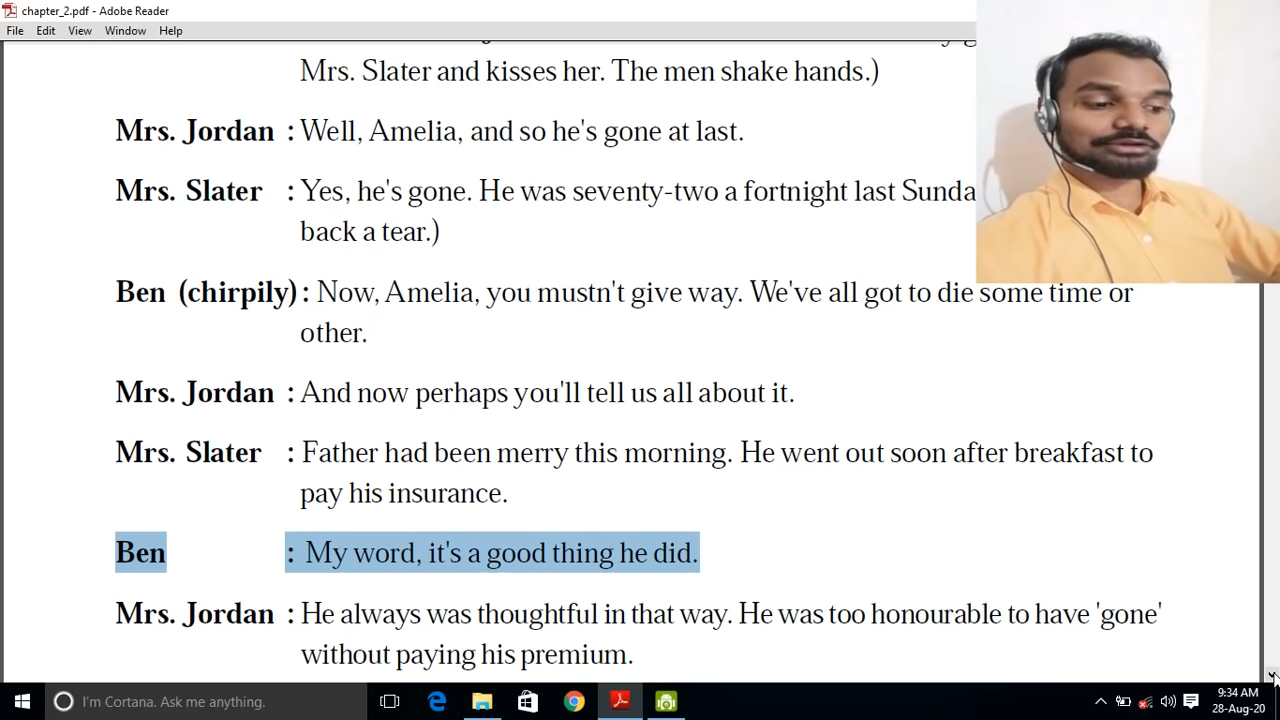 chapter_2.pdf - Adobe Reader
File Edit View Window Help
Mrs. Slater and kisses her. The men shake hands.)
Mrs. Jordan : Well, Amelia, and so he's gone at last.
Mrs. Slater : Yes, he's gone. He was seventy-two a fortnight last Sunda
back a tear.)
Ben (chirpily) : Now, Amelia, you mustn't give way. We've all got to die some time or
other.
Mrs. Jordan : And now perhaps you'll tell us all about it.
Mrs. Slater : Father had been merry this morning. He went out soon after breakfast to
pay his insurance.
Ben : My word, it's a good thing he did.
Mrs. Jordan : He always was thoughtful in that way. He was too honourable to have 'gone'
without paying his premium.
I'm Cortana. Ask me anything.
9:34 AM
28-Aug-20